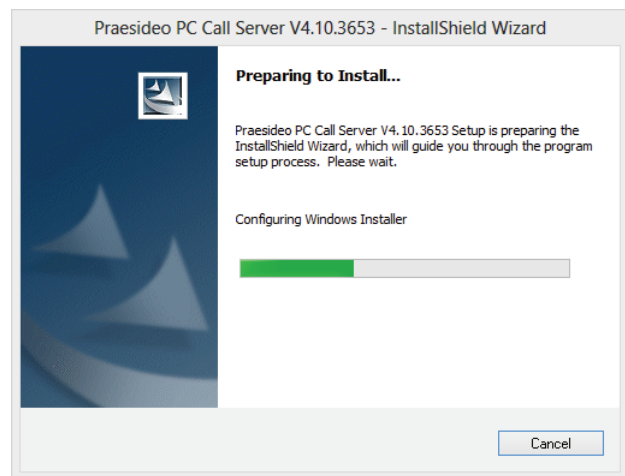 Praesideo PC Call Server V4.10.3653 - InstallShield Wizard
Preparing to Install...
Praesideo PC Call Server V4.10.3653 Setup is preparing the
InstallShield Wizard, which will guide you through the program
setup process. Please wait.
Configuring Windows Installer
Cancel